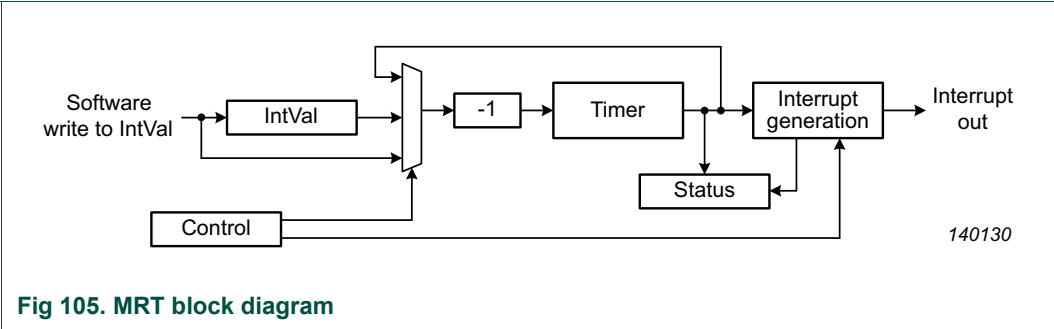 Software
write to IntVal
IntVal
-1
Timer
Interrupt
generation
Interrupt
out
Status
Control
140130
Fig 105. MRT block diagram